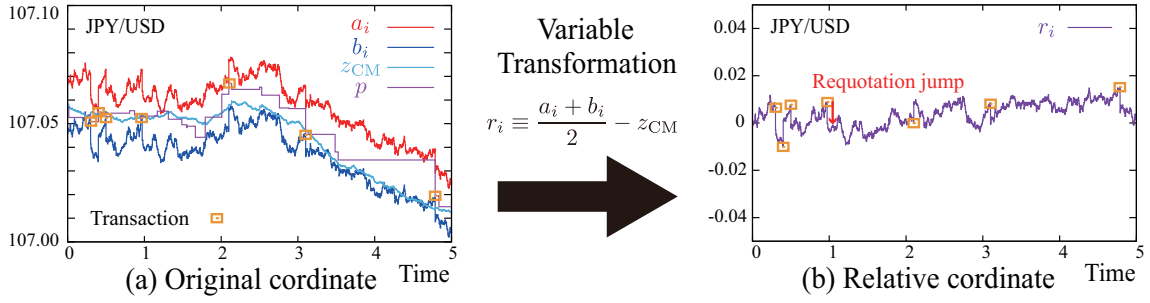 107.10
107.05
107.00
JPY/USD
a_i
b_i
z_CM
p
Transaction
0 1 2 3 4 5
Time
(a) Original cordinate
Variable
Transformation
r_i ≡ (a_i + b_i)/2 − z_CM
0.04
0.02
0
-0.02
-0.04
JPY/USD
r_i
Requotation jump
0 1 2 3 4 5
Time
(b) Relative cordinate